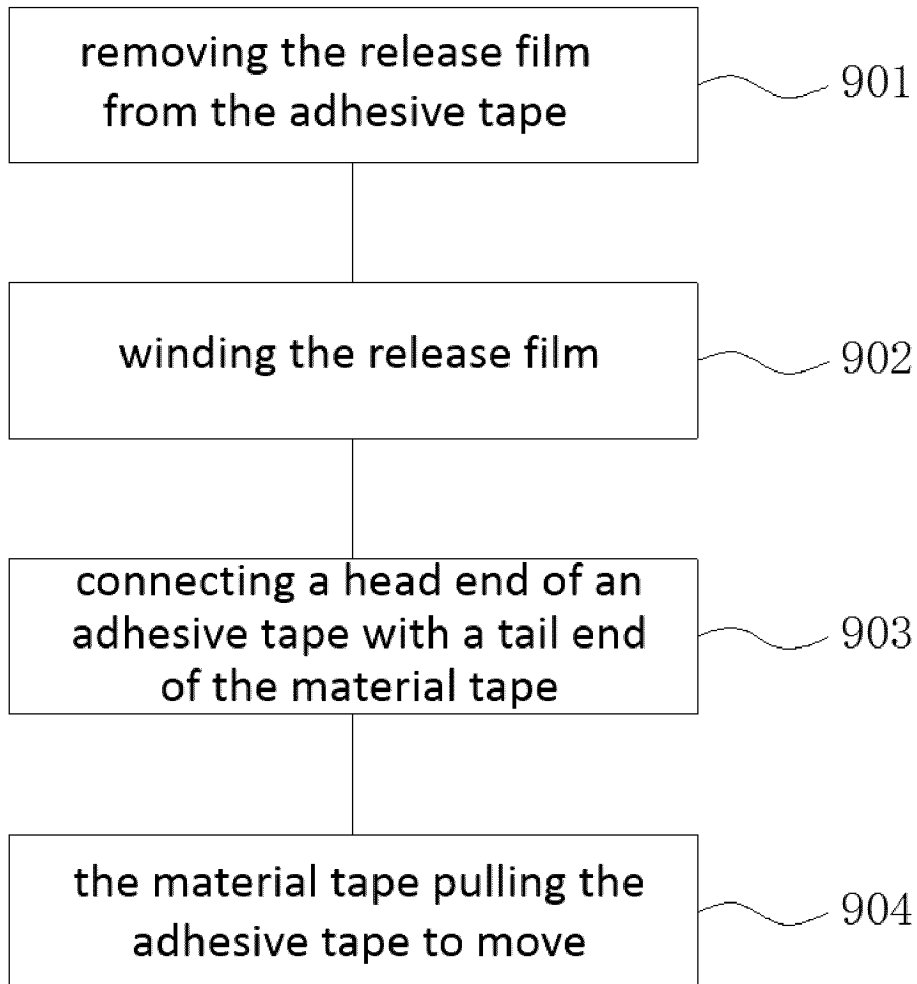 removing the release film
from the adhesive tape
901
winding the release film
902
connecting a head end of an
adhesive tape with a tail end
of the material tape
903
the material tape pulling the
adhesive tape to move
904